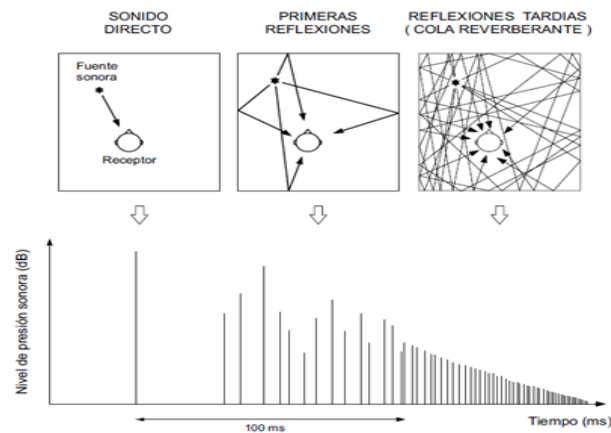 SONIDO
DIRECTO
PRIMERAS
REFLEXIONES
REFLEXIONES TARDIAS
( COLA REVERBERANTE )
Fuente
sonora
Receptor
Nivel de presión sonora (dB)
100 ms
Tiempo (ms)